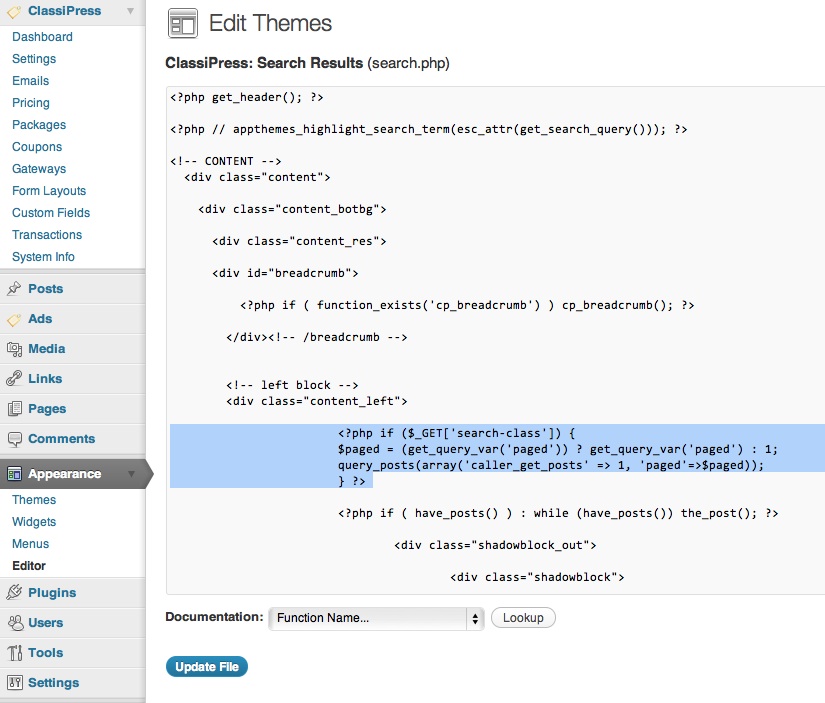 ClassiPress
Dashboard
Settings
Emails
Pricing
Packages
Coupons
Gateways
Form Layouts
Custom Fields
Transactions
System Info
Posts
Ads
Media
Links
Pages
Comments
Appearance
Themes
Widgets
Menus
Editor
Plugins
Users
Tools
Settings
Edit Themes
ClassiPress: Search Results (search.php)
<?php get_header(); ?>
<?php // appthemes_highlight_search_term(esc_attr(get_search_query())); ?>
<!-- CONTENT -->
<div class="content">
<div class="content_botbg">
<div class="content_res">
<div id="breadcrumb">
<?php if ( function_exists('cp_breadcrumb') ) cp_breadcrumb(); ?>
</div><!-- /breadcrumb -->
<!-- left block -->
<div class="content_left">
<?php if ($_GET['search-class']) {
$paged = (get_query_var('paged')) ? get_query_var('paged') : 1;
query_posts(array('caller_get_posts' => 1, 'paged'=>$paged));
} ?>
<?php if ( have_posts() ) : while (have_posts()) the_post(); ?>
<div class="shadowblock_out">
<div class="shadowblock">
Documentation: Function Name... Lookup
Update File